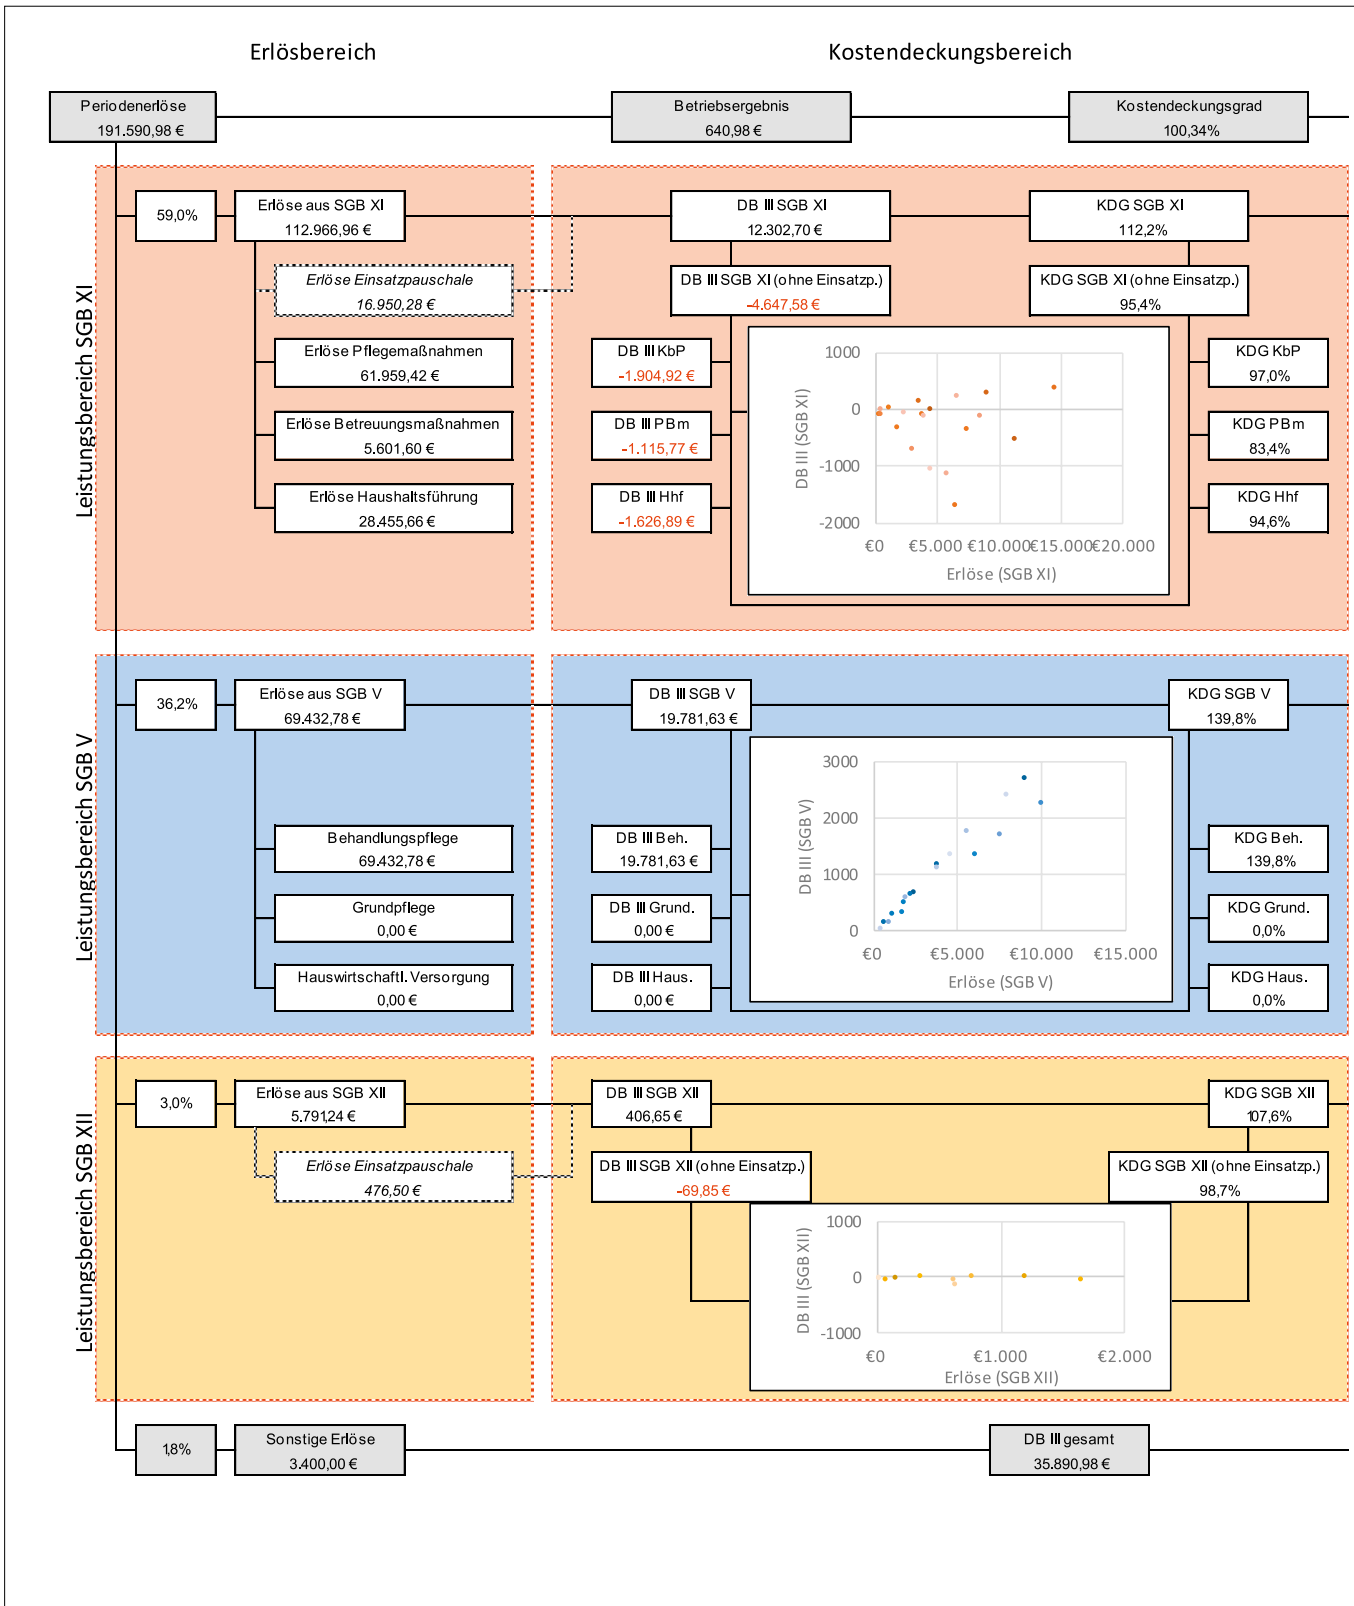 Erlösbereich
Kostendeckungsbereich
Periodenerlöse
191.590,98 €
Betriebsergebnis
640,98 €
Kostendeckungsgrad
100,34%
Leistungsbereich SGB XI
59,0%
Erlöse aus SGB XI
112.966,96 €
Erlöse Einsatzpauschale
16.950,28 €
Erlöse Pflegemaßnahmen
61.959,42 €
Erlöse Betreuungsmaßnahmen
5.601,60 €
Erlöse Haushaltsführung
28.455,66 €
DB III SGB XI
12.302,70 €
KDG SGB XI
112,2%
DB III SGB XI (ohne Einsatzp.)
-4.647,58 €
KDG SGB XI (ohne Einsatzp.)
95,4%
DB III KbP
-1.904,92 €
DB III PBm
-1.115,77 €
DB III Hhf
-1.626,89 €
DB III (SGB XI)
1000
0
-1000
-2000
€0 €5.000 €10.000 €15.000 €20.000
Erlöse (SGB XI)
KDG KbP
97,0%
KDG PBm
83,4%
KDG Hhf
94,6%
Leistungsbereich SGB V
36,2%
Erlöse aus SGB V
69.432,78 €
Behandlungspflege
69.432,78 €
Grundpflege
0,00 €
Hauswirtschaftl. Versorgung
0,00 €
DB III SGB V
19.781,63 €
KDG SGB V
139,8%
DB III Beh.
19.781,63 €
DB III Grund.
0,00 €
DB III Haus.
0,00 €
DB III (SGB V)
3000
2000
1000
0
€0 €5.000 €10.000 €15.000
Erlöse (SGB V)
KDG Beh.
139,8%
KDG Grund.
0,0%
KDG Haus.
0,0%
Leistungsbereich SGB XII
3,0%
Erlöse aus SGB XII
5.791,24 €
Erlöse Einsatzpauschale
476,50 €
DB III SGB XII
406,65 €
KDG SGB XII
107,6%
DB III SGB XII (ohne Einsatzp.)
-69,85 €
KDG SGB XII (ohne Einsatzp.)
98,7%
DB III (SGB XII)
1000
0
-1000
€0 €1.000 €2.000
Erlöse (SGB XII)
1,8%
Sonstige Erlöse
3.400,00 €
DB III gesamt
35.890,98 €